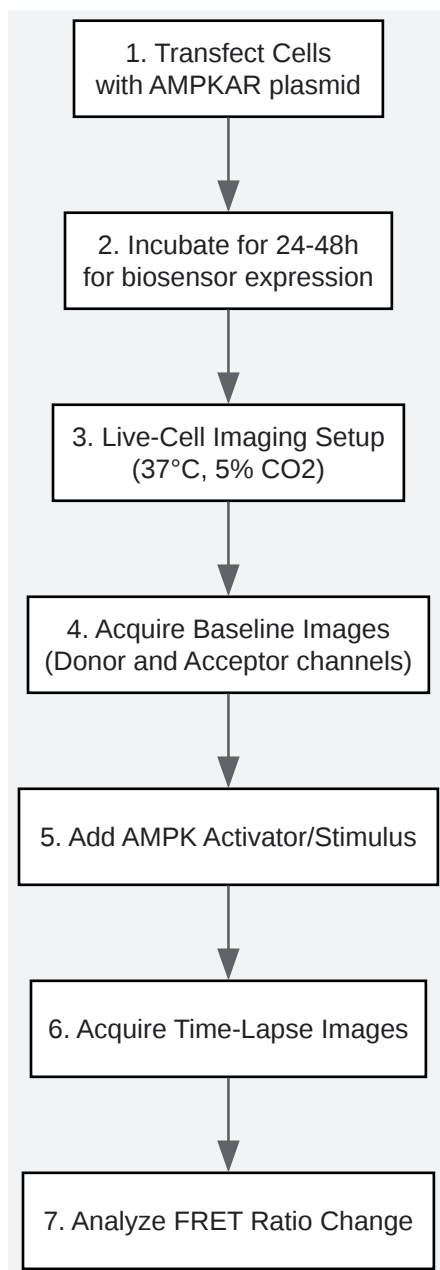 1. Transfect Cells
with AMPKAR plasmid
2. Incubate for 24-48h
for biosensor expression
3. Live-Cell Imaging Setup
(37°C, 5% CO2)
4. Acquire Baseline Images
(Donor and Acceptor channels)
5. Add AMPK Activator/Stimulus
6. Acquire Time-Lapse Images
7. Analyze FRET Ratio Change